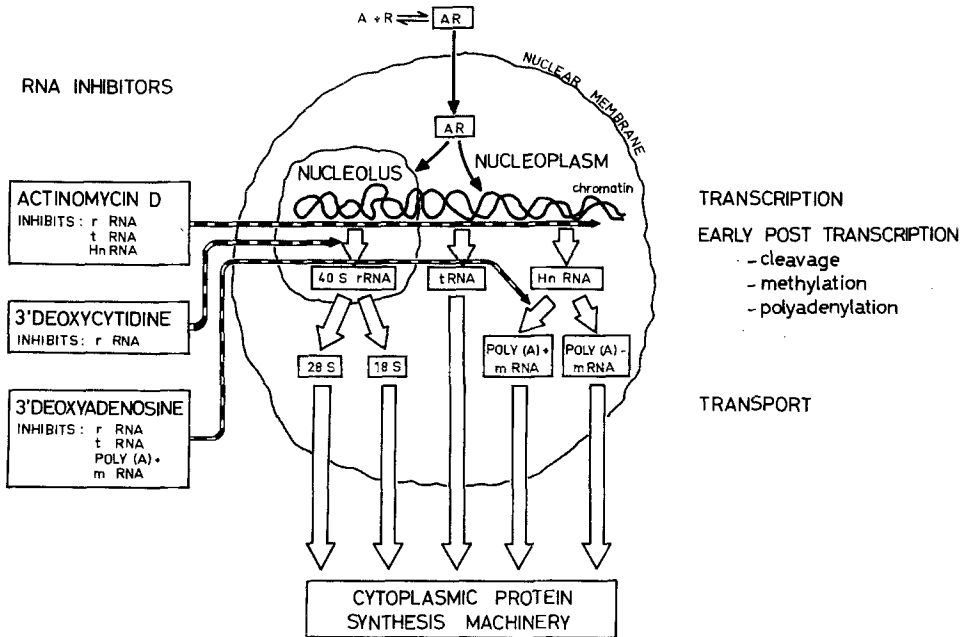 A + R ⇌ AR
RNA INHIBITORS
NUCLEAR MEMBRANE
AR
NUCLEOLUS
NUCLEOPLASM
chromatin
ACTINOMYCIN D
INHIBITS : r RNA
t RNA
Hn RNA
3'DEOXYCYTIDINE
INHIBITS : r RNA
3'DEOXYADENOSINE
INHIBITS : r RNA
t RNA
POLY (A)+
m RNA
40 S rRNA
tRNA
Hn RNA
28 S
18 S
POLY (A)+
m RNA
POLY (A)-
mRNA
TRANSCRIPTION
EARLY POST TRANSCRIPTION
- cleavage
- methylation
- polyadenylation
TRANSPORT
CYTOPLASMIC PROTEIN
SYNTHESIS MACHINERY